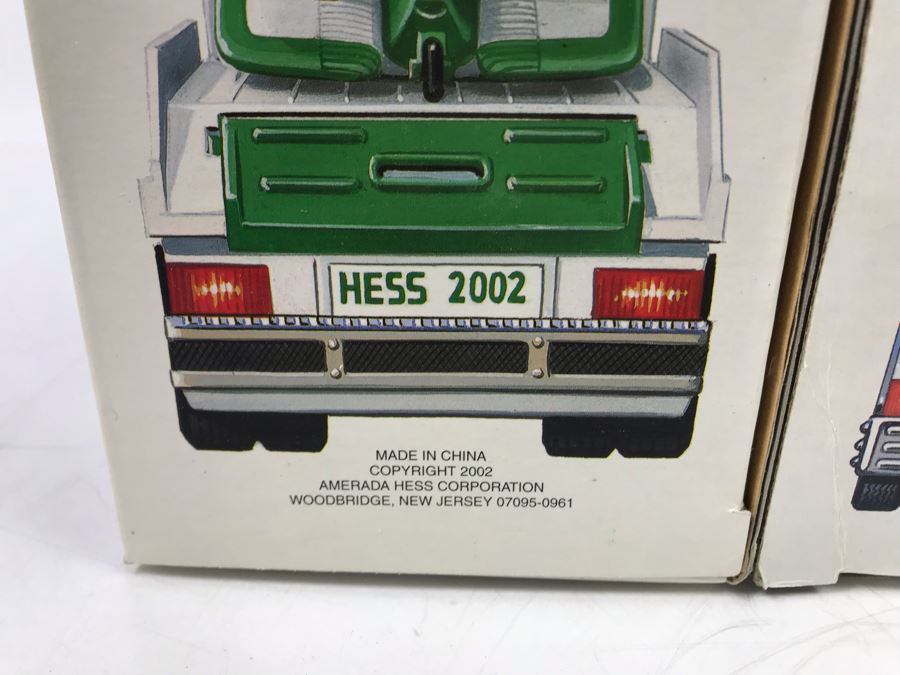 HESS 2002
MADE IN CHINA
COPYRIGHT 2002
AMERADA HESS CORPORATION
WOODBRIDGE, NEW JERSEY 07095-0961